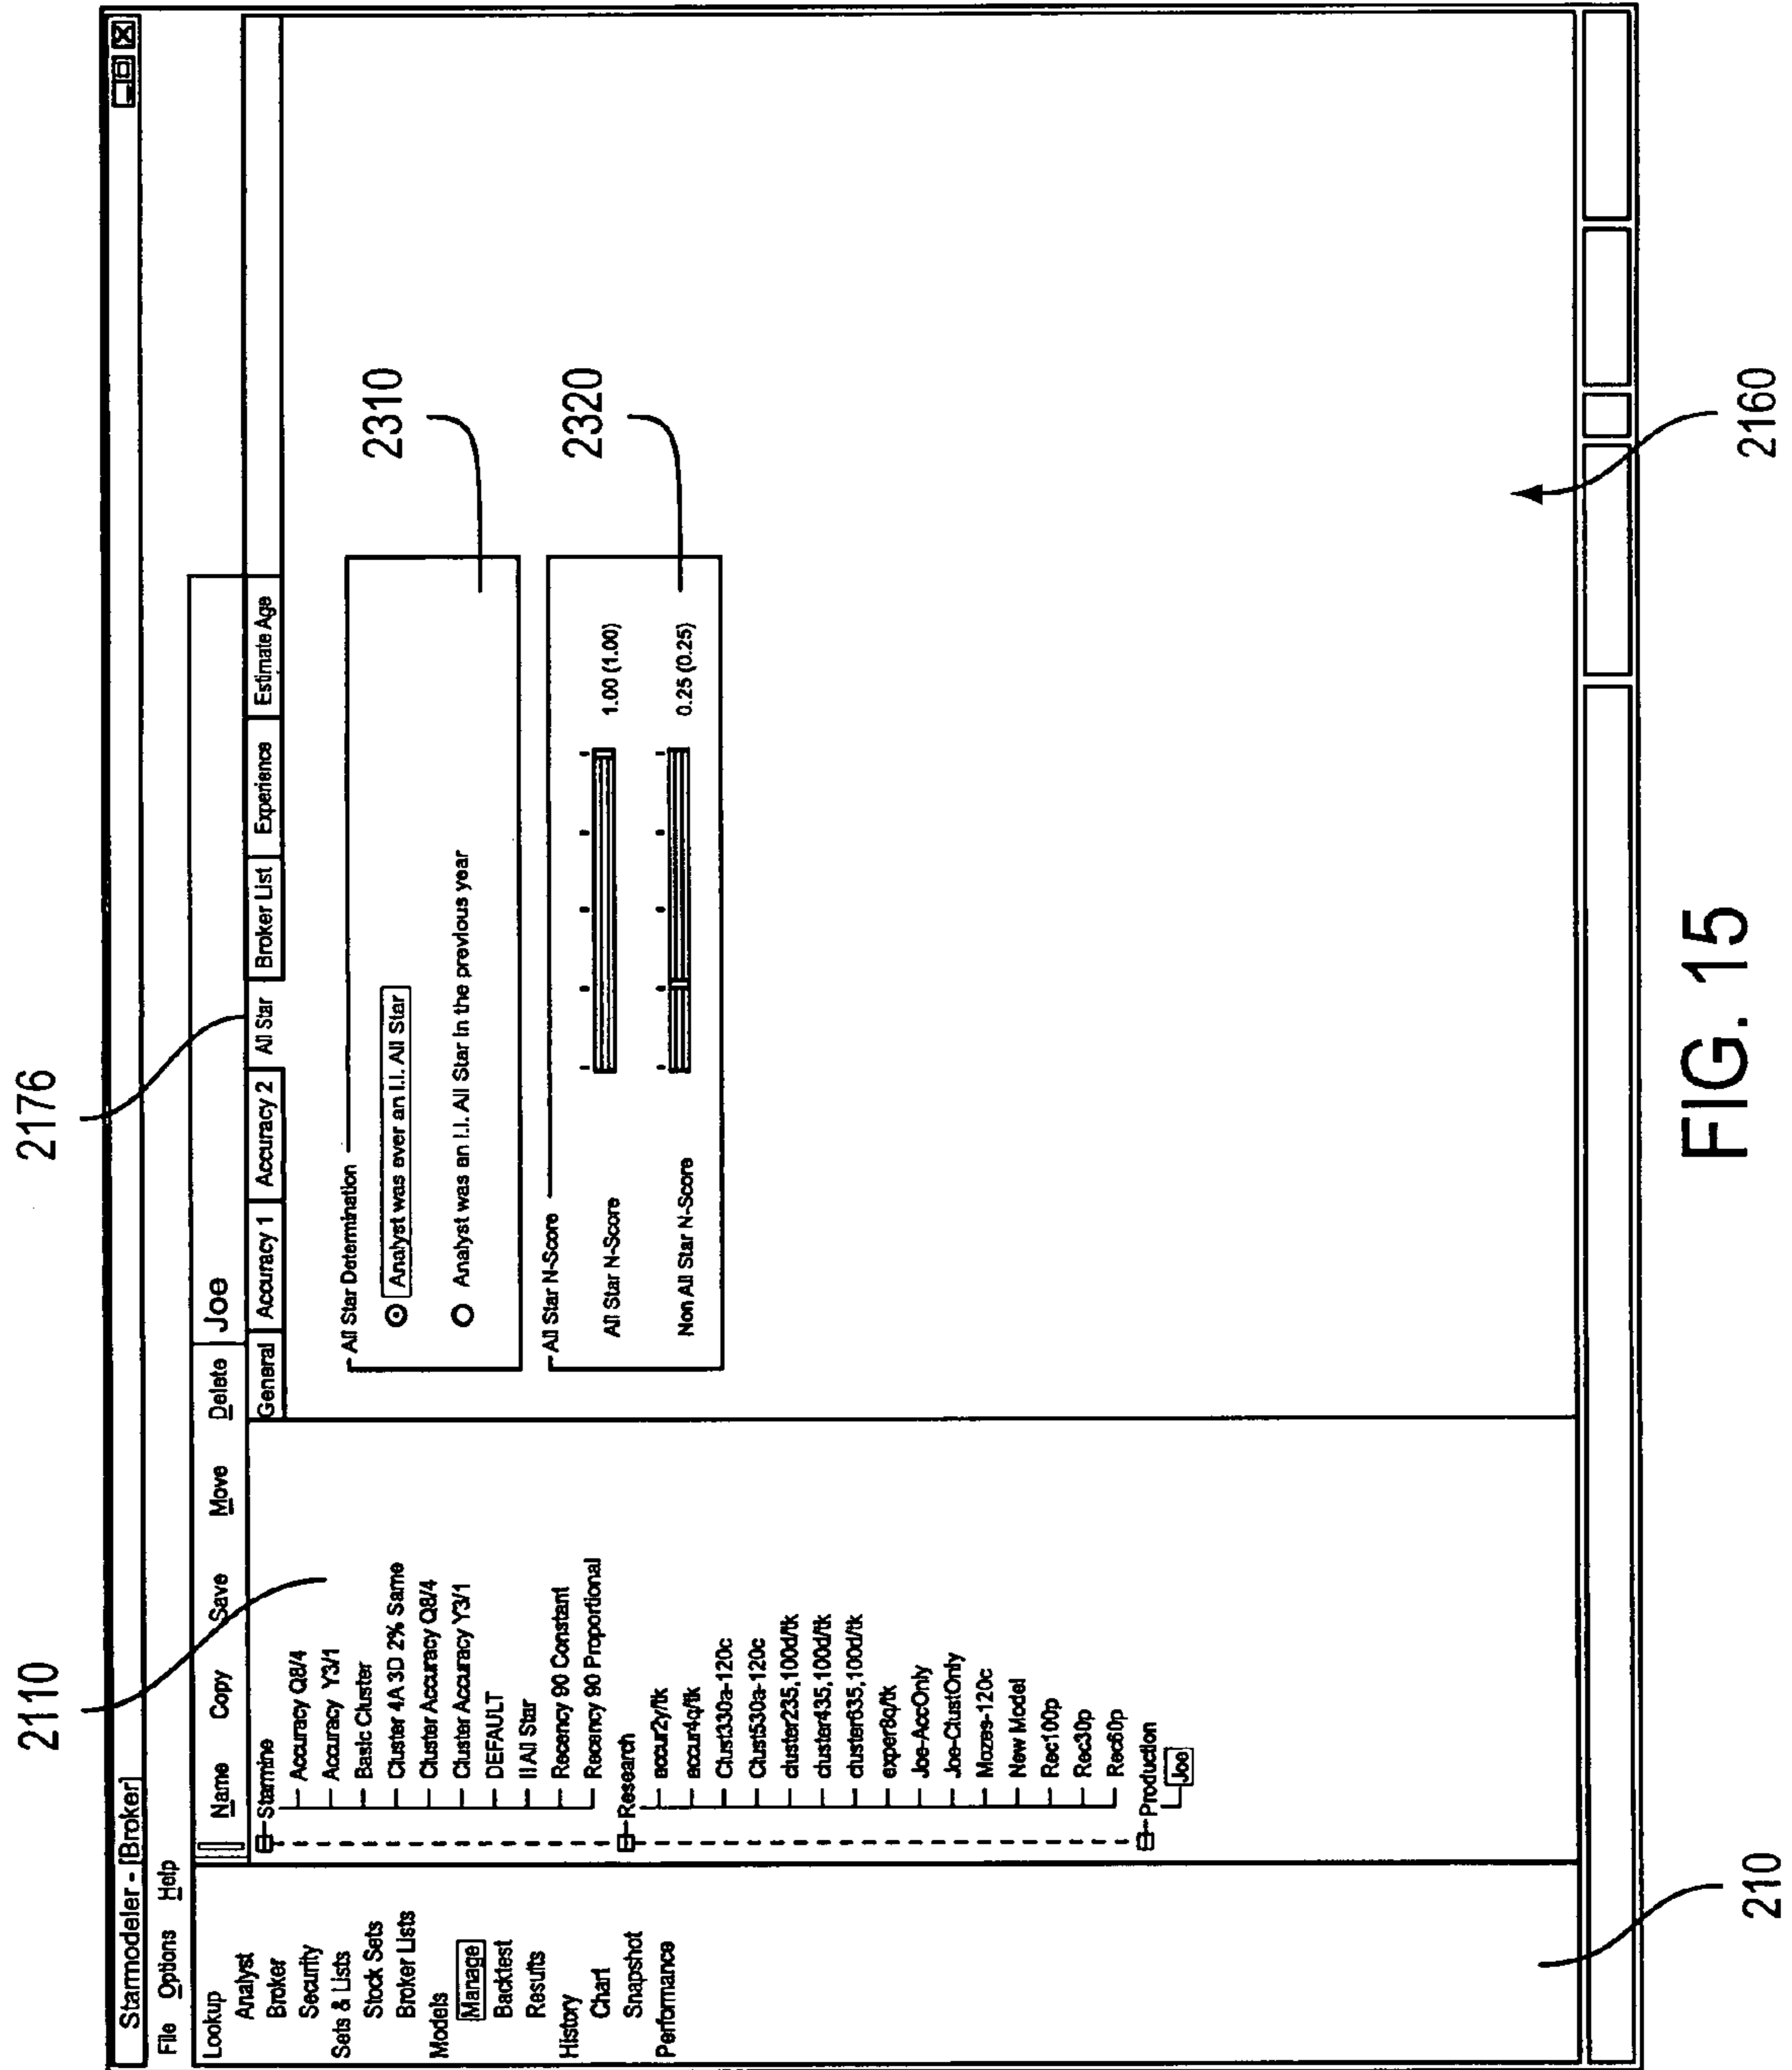 2110
2176
Starmodeler - [Broker]
File Options Help
Name Copy Save Move Delete Joe
General Accuracy 1 Accuracy 2 All Star Broker List Experience Estimate Age
Lookup
Analyst
Broker
Security
Sets & Lists
Stock Sets
Broker Lists
Models
Manage
Backtest
Results
History
Chart
Snapshot
Performance
Starmine
Accuracy Q8/4
Accuracy Y3/1
Basic Cluster
Cluster 4A 3D 2% Same
Cluster Accuracy Q8/4
Cluster Accuracy Y3/1
DEFAULT
II All Star
Recency 90 Constant
Recency 90 Proportional
Research
accur2y/tk
accur4q/tk
Clust330a-120c
Clust530a-120c
cluster235,100d/tk
cluster435,100d/tk
cluster635,100d/tk
exper8q/tk
Joe-AccOnly
Joe-ClustOnly
Mozes-120c
New Model
Rec100p
Rec30p
Rec60p
Production
Joe
All Star Determination
Analyst was ever an I.I. All Star
Analyst was an I.I. All Star in the previous year
2310
All Star N-Score
All Star N-Score 1.00 (1.00)
Non All Star N-Score 0.25 (0.25)
2320
210
2160
FIG. 15